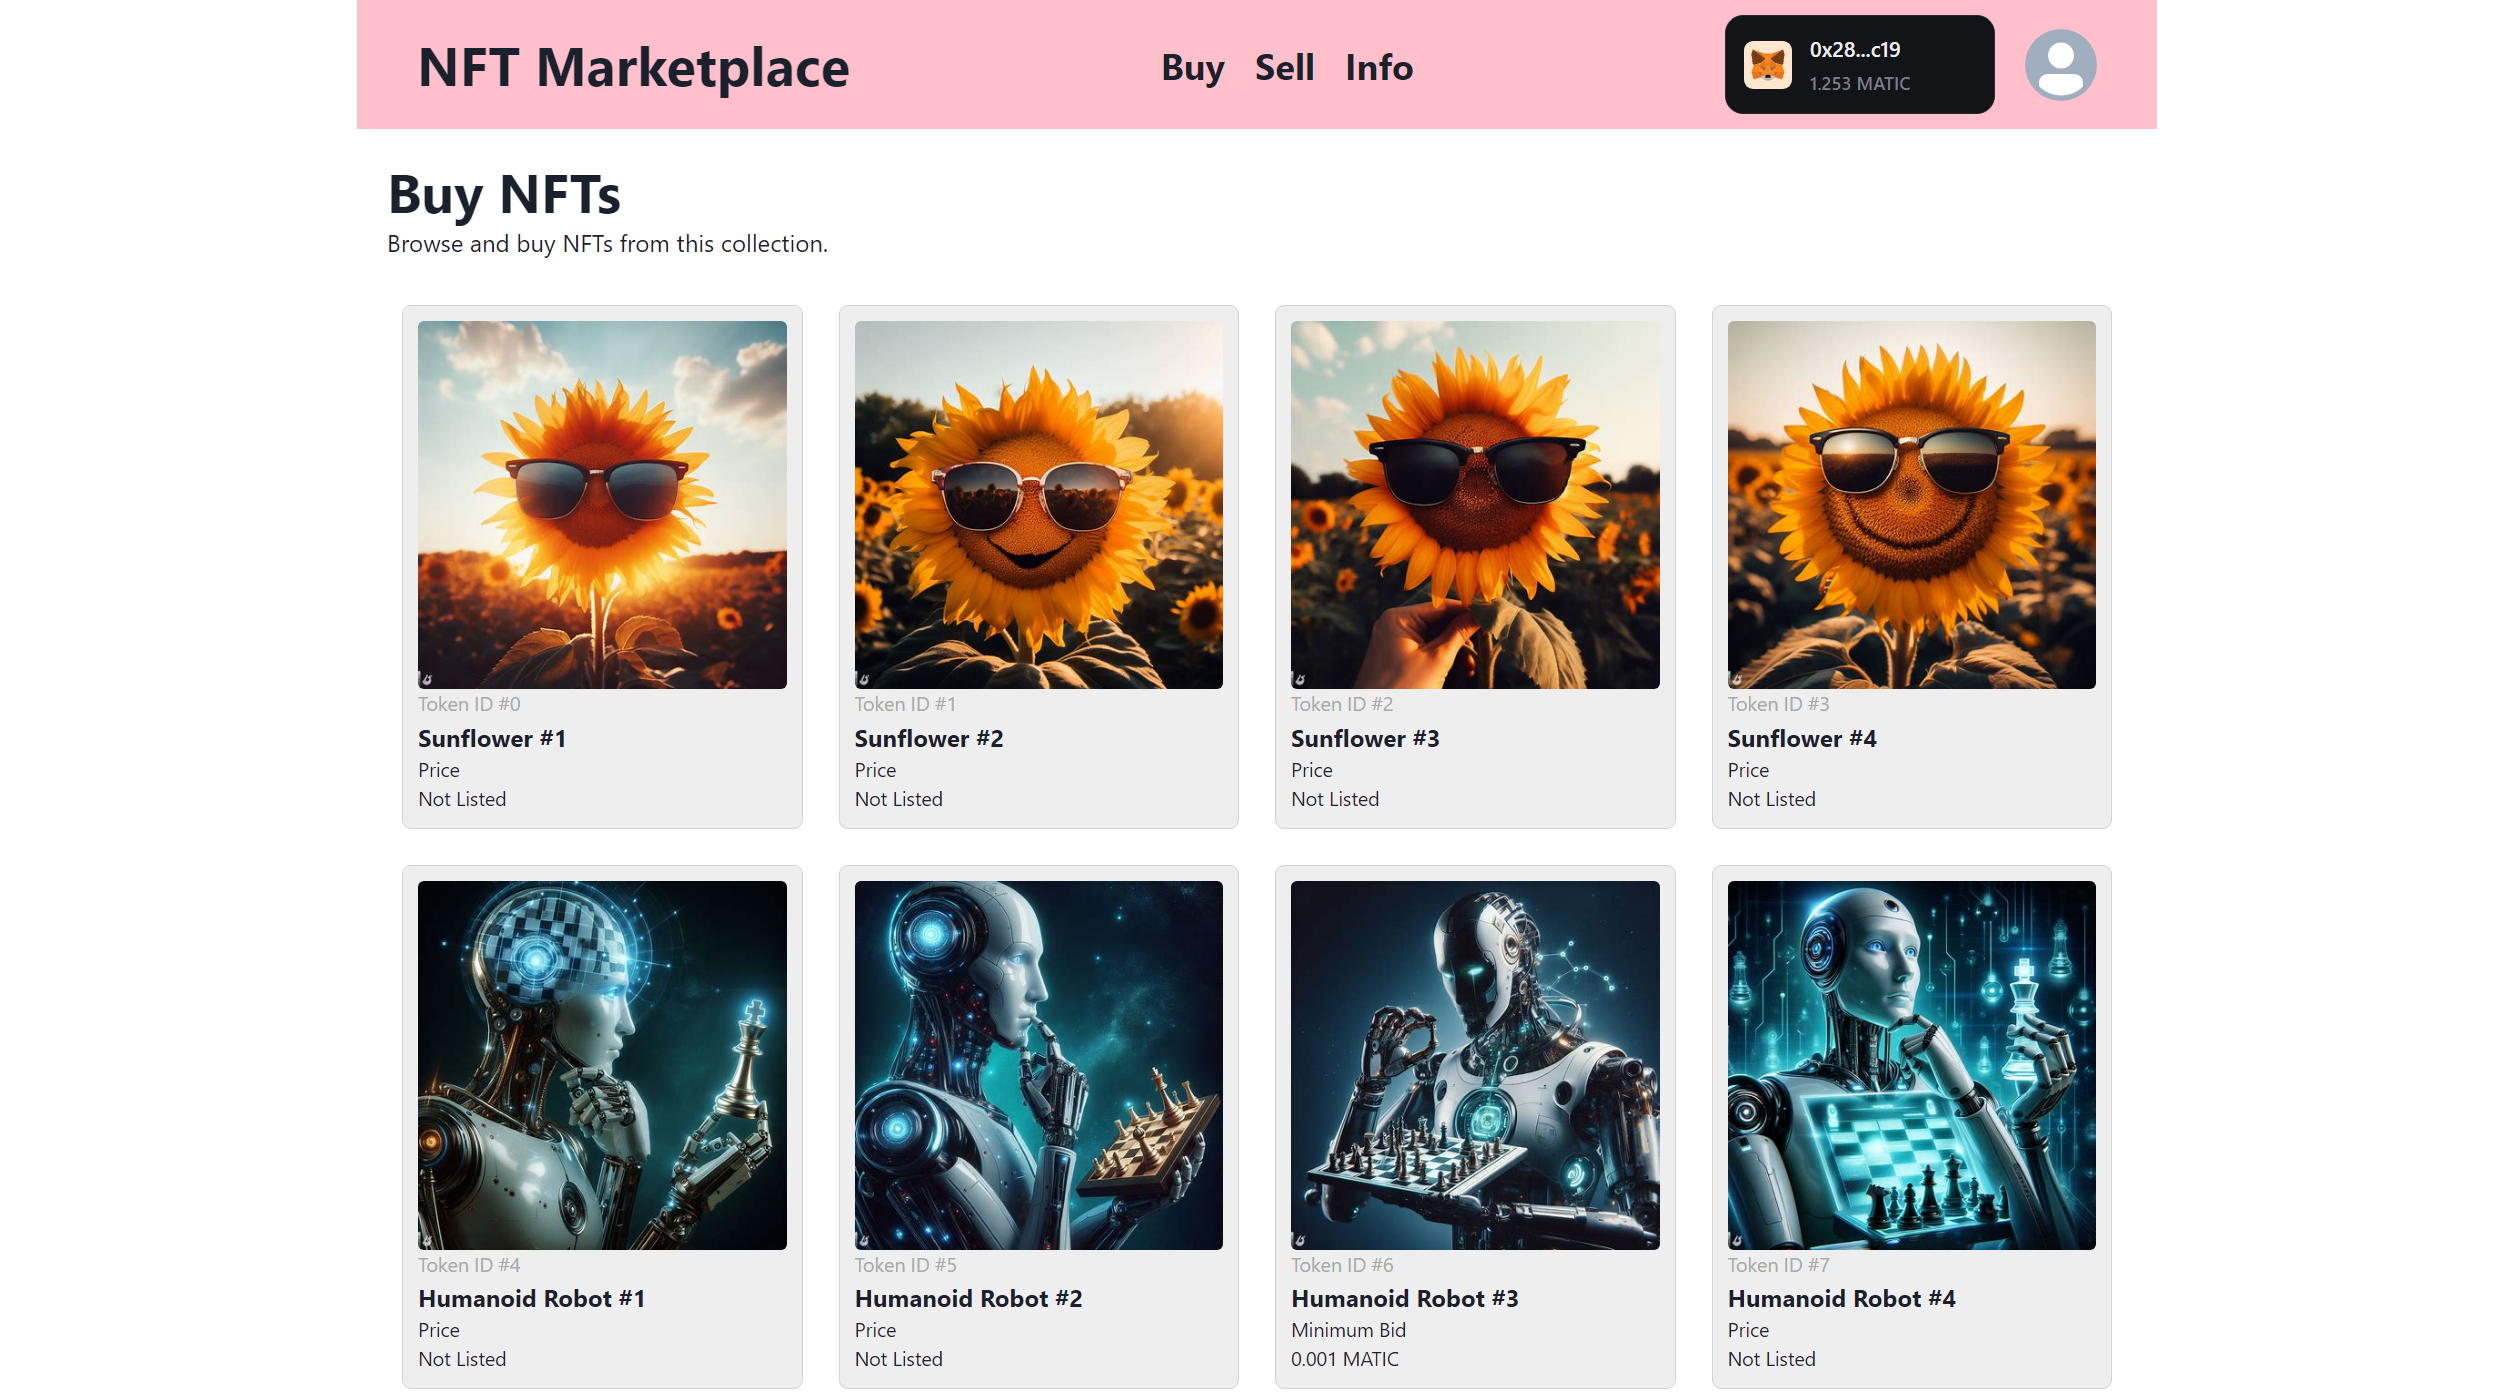 NFT Marketplace
Buy Sell Info
0x28...c19
1.253 MATIC
Buy NFTs
Browse and buy NFTs from this collection.
Token ID #0
Sunflower #1
Price
Not Listed
Token ID #1
Sunflower #2
Price
Not Listed
Token ID #2
Sunflower #3
Price
Not Listed
Token ID #3
Sunflower #4
Price
Not Listed
Token ID #4
Humanoid Robot #1
Price
Not Listed
Token ID #5
Humanoid Robot #2
Price
Not Listed
Token ID #6
Humanoid Robot #3
Minimum Bid
0.001 MATIC
Token ID #7
Humanoid Robot #4
Price
Not Listed